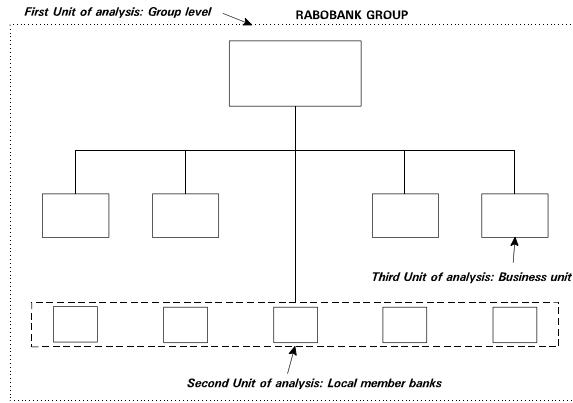 First Unit of analysis: Group level
RABOBANK GROUP
Third Unit of analysis: Business unit
Second Unit of analysis: Local member banks